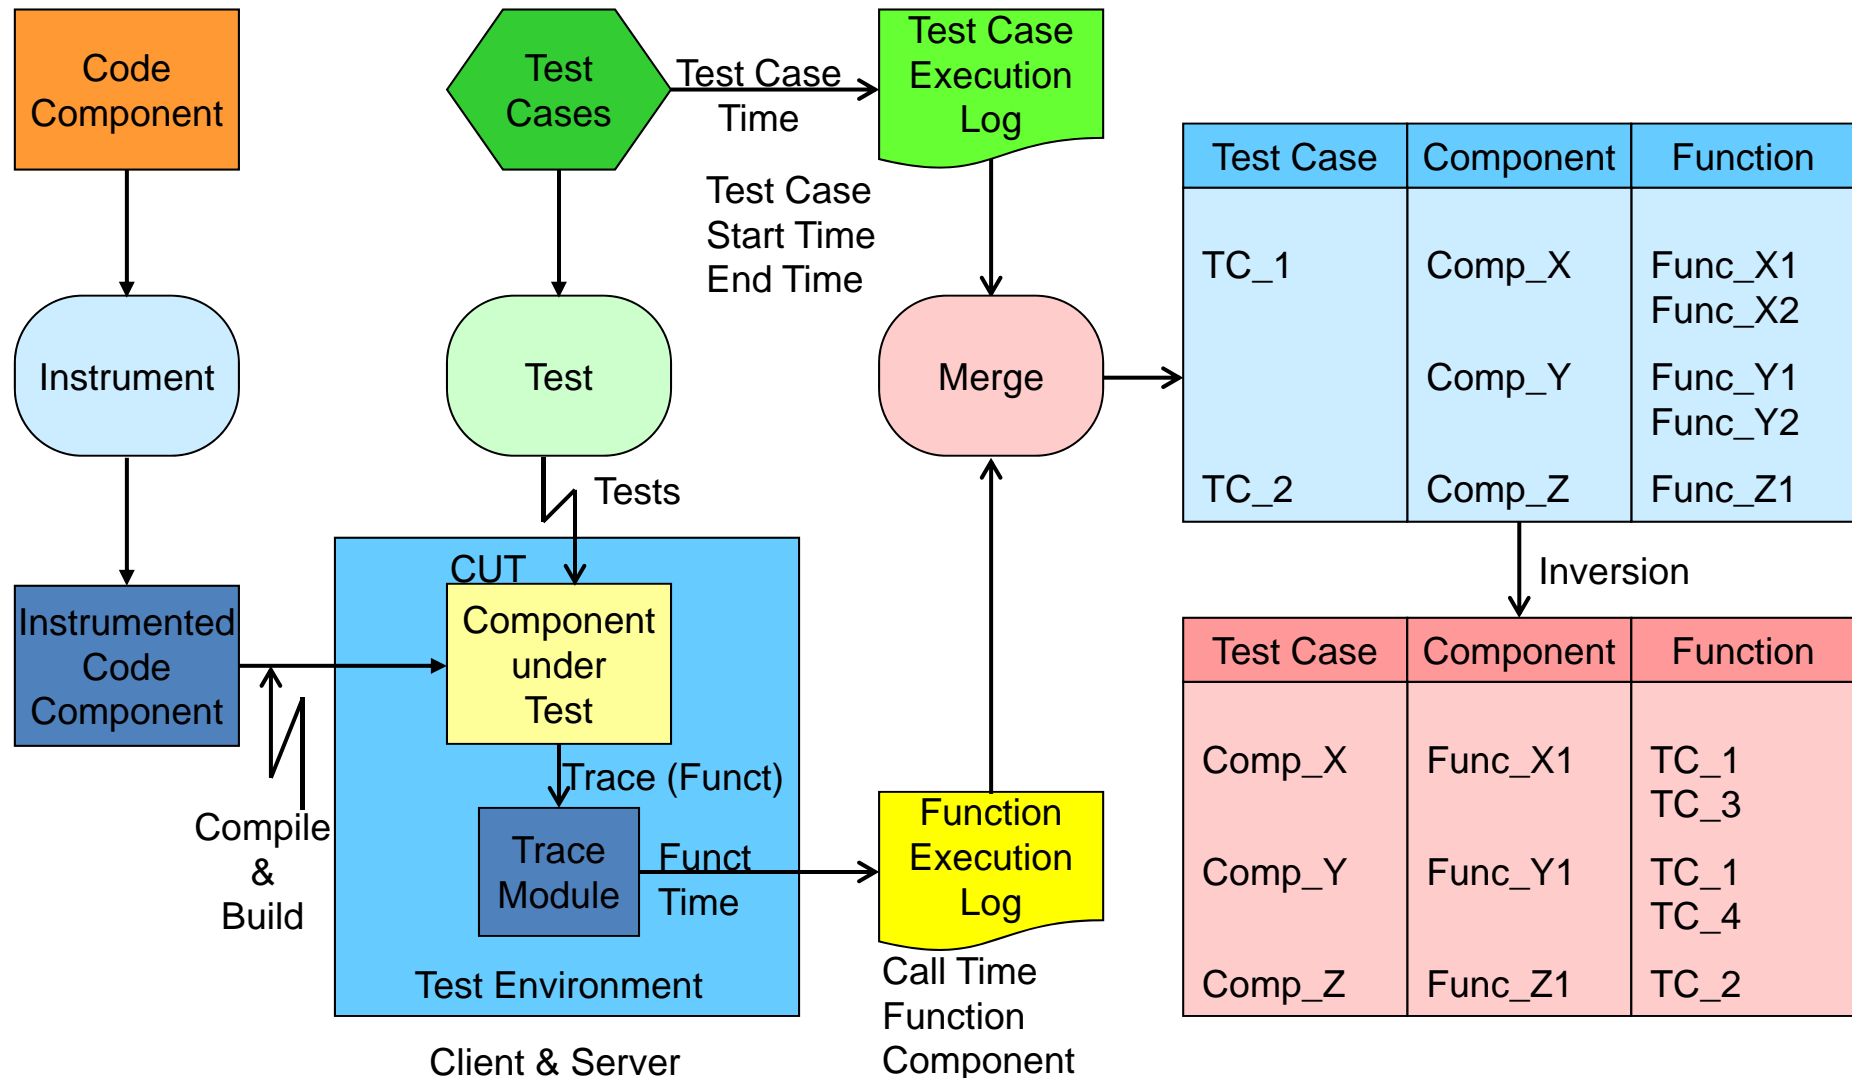 Code
Component
Test
Cases
Test Case
Time
Test Case
Execution
Log
Test Case
Start Time
End Time
Instrument
Test
Merge
Tests
Test Case Component Function
TC_1 Comp_X Func_X1
Func_X2
Comp_Y Func_Y1
Func_Y2
TC_2 Comp_Z Func_Z1
Inversion
Instrumented
Code
Component
Compile
&
Build
CUT
Component
under
Test
Trace (Funct)
Trace
Module
Funct
Time
Test Environment
Client & Server
Function
Execution
Log
Call Time
Function
Component
Test Case Component Function
Comp_X Func_X1 TC_1
TC_3
Comp_Y Func_Y1 TC_1
TC_4
Comp_Z Func_Z1 TC_2